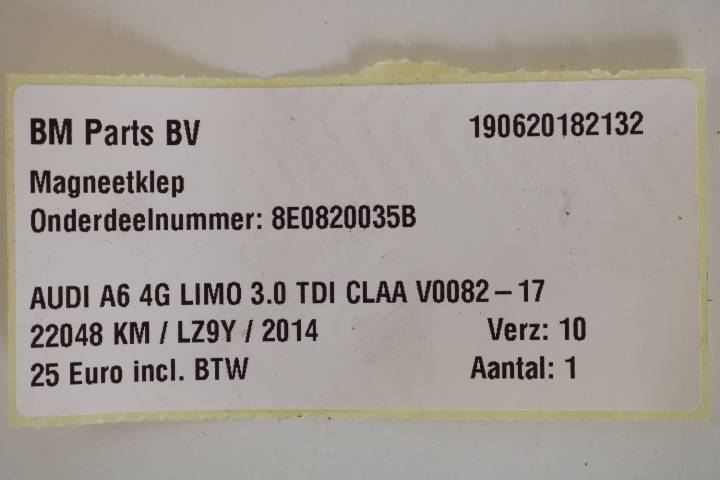 BM Parts BV 190620182132
Magneetklep
Onderdeelnummer: 8E0820035B
AUDI A6 4G LIMO 3.0 TDI CLAA V0082-17
22048 KM / LZ9Y / 2014 Verz: 10
25 Euro incl. BTW Aantal: 1